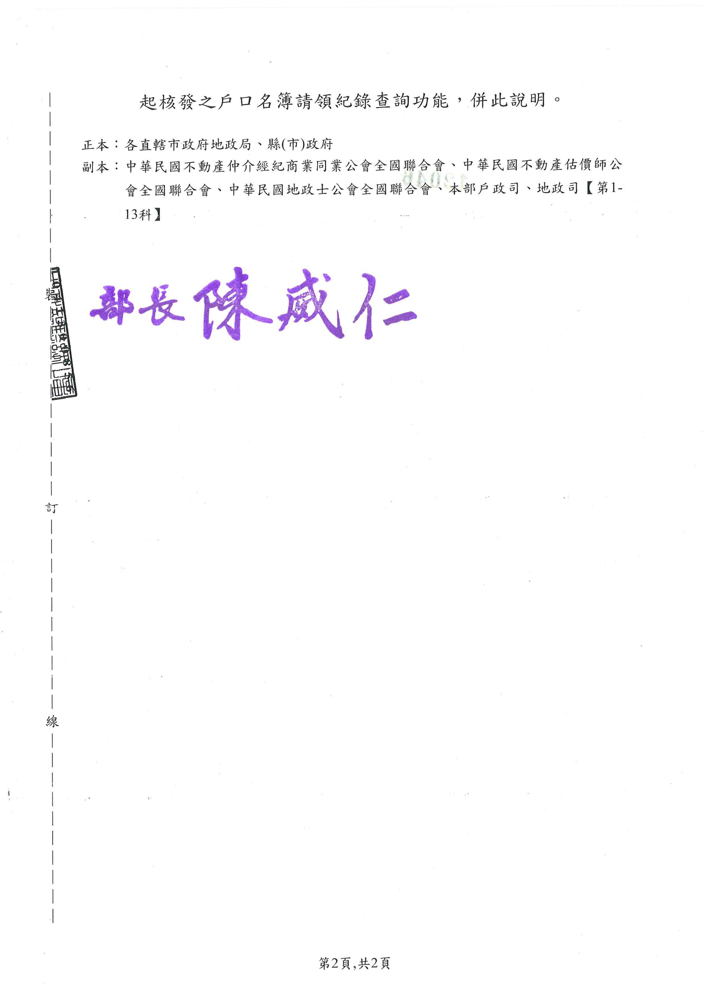 起核發之戶口名簿請領紀錄查詢功能，併此說明。
正本：各直轄市政府地政局、縣(市)政府
副本：中華民國不動產仲介經紀商業同業公會全國聯合會、中華民國不動產估價師公
會全國聯合會、中華民國地政士公會全國聯合會、本部戶政司、地政司【第1-
13科】
部長 陳威仁
裝
訂
線
第2頁,共2頁